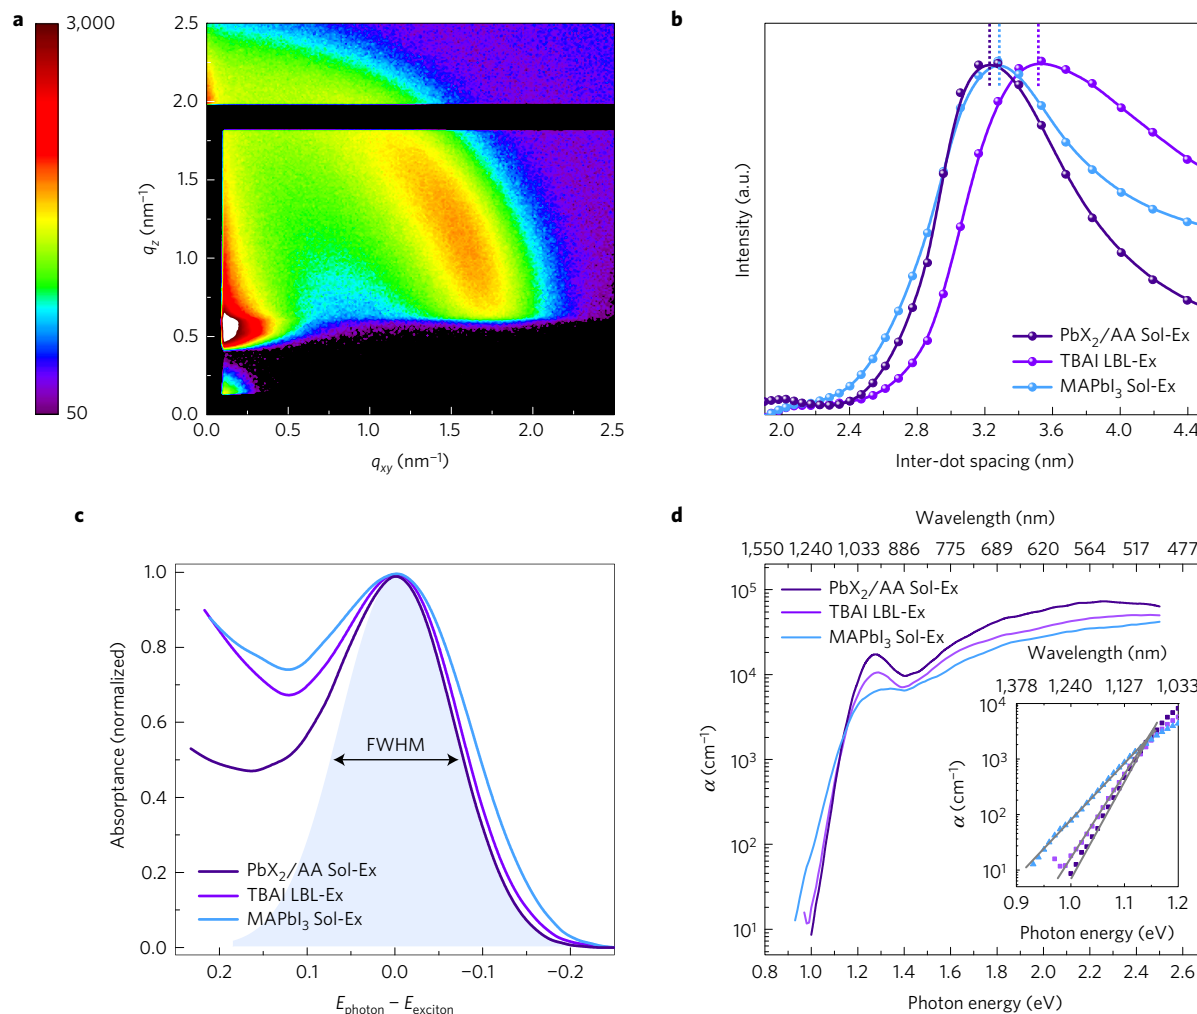 a
3,000
50
2.5
2.0
1.5
1.0
0.5
0.0
q_z (nm⁻¹)
0.0 0.5 1.0 1.5 2.0 2.5
q_xy (nm⁻¹)
b
Intensity (a.u.)
PbX₂/AA Sol-Ex
TBAI LBL-Ex
MAPbI₃ Sol-Ex
2.0 2.4 2.8 3.2 3.6 4.0 4.4
Inter-dot spacing (nm)
c
Absorptance (normalized)
1.0
0.8
0.6
0.4
0.2
0.0
FWHM
PbX₂/AA Sol-Ex
TBAI LBL-Ex
MAPbI₃ Sol-Ex
0.2 0.1 0.0 −0.1 −0.2
E_photon − E_exciton
d
Wavelength (nm)
1,550 1,240 1,033 886 775 689 620 564 517 477
α (cm⁻¹)
10⁵
10⁴
10³
10²
10¹
PbX₂/AA Sol-Ex
TBAI LBL-Ex
MAPbI₃ Sol-Ex
0.8 1.0 1.2 1.4 1.6 1.8 2.0 2.2 2.4 2.6
Photon energy (eV)
Wavelength (nm)
1,378 1,240 1,127 1,033
α (cm⁻¹)
10⁴
10³
10²
10¹
0.9 1.0 1.1 1.2
Photon energy (eV)